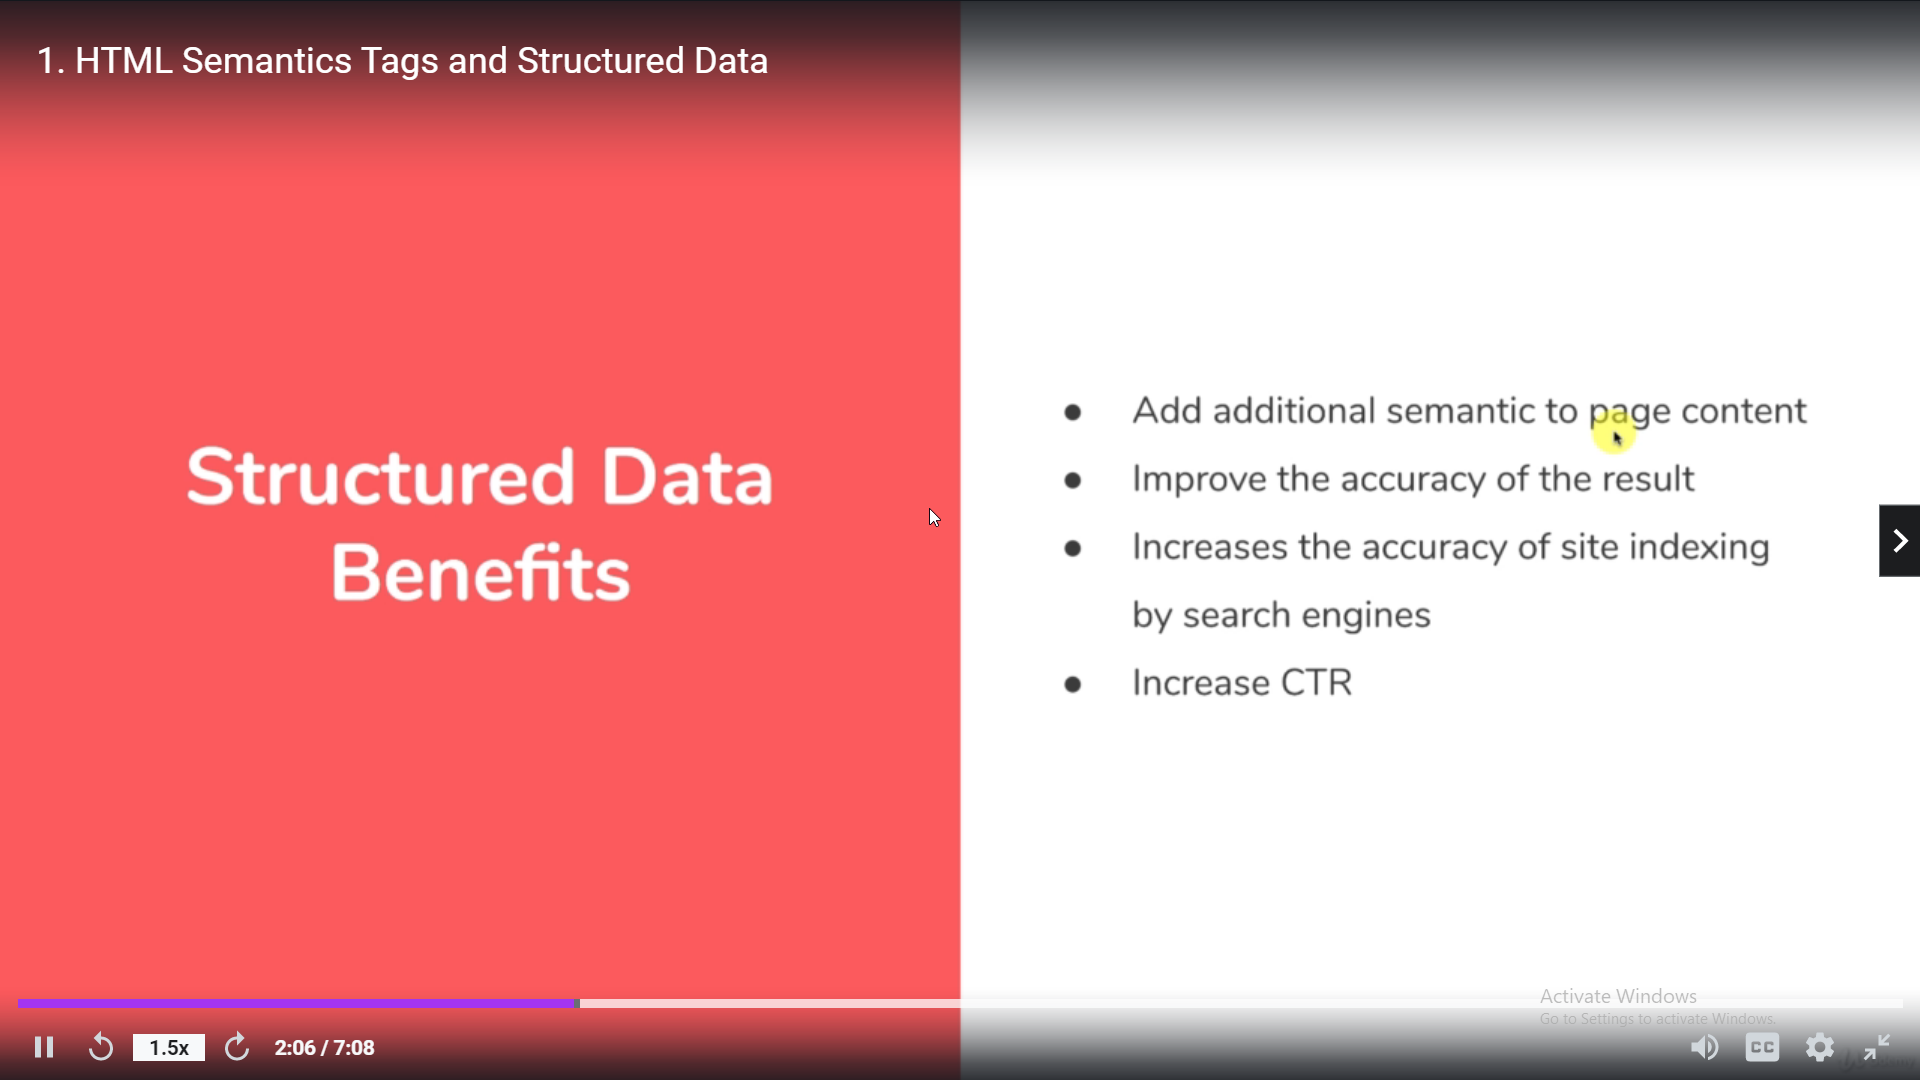 1. HTML Semantics Tags and Structured Data
Structured Data
Benefits
● Add additional semantic to page content
● Improve the accuracy of the result
● Increases the accuracy of site indexing
by search engines
● Increase CTR
Activate Windows
Go to Settings to activate Windows.
1.5x
2:06 / 7:08
CC